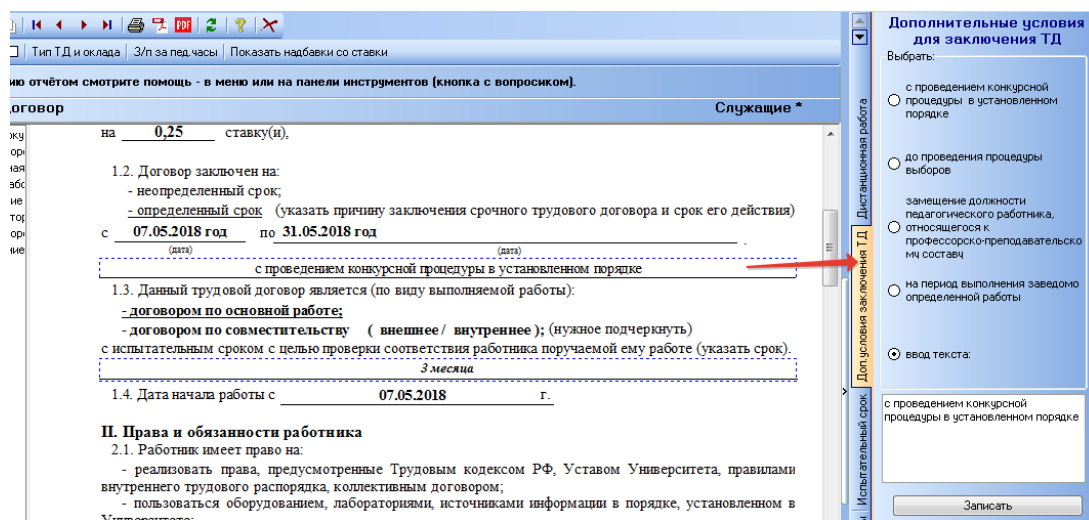 PDF
Тип ТД и оклада З/п за пед.часы Показать надбавки со ставки
ию отчётом смотрите помощь - в меню или на панели инструментов (кнопка с вопросиком).
оговор Служащие *
на 0,25 ставку(и),
1.2. Договор заключен на:
- неопределенный срок;
- определенный срок (указать причину заключения срочного трудового договора и срок его действия)
с 07.05.2018 год по 31.05.2018 год .
(дата) (дата)
с проведением конкурсной процедуры в установленном порядке
1.3. Данный трудовой договор является (по виду выполняемой работы):
- договором по основной работе;
- договором по совместительству ( внешнее / внутреннее ); (нужное подчеркнуть)
с испытательным сроком с целью проверки соответствия работника поручаемой ему работе (указать срок).
3 месяца
1.4. Дата начала работы с 07.05.2018 г.
II. Права и обязанности работника
2.1. Работник имеет право на:
- реализовать права, предусмотренные Трудовым кодексом РФ, Уставом Университета, правилами
внутреннего трудового распорядка, коллективным договором;
- пользоваться оборудованием, лабораториями, источниками информации в порядке, установленном в
Университете;
Дистанционная работа
Доп.условия заключения ТД
Испытательный срок
Дополнительные условия
для заключения ТД
Выбрать:
с проведением конкурсной
процедуры в установленном
порядке
до проведения процедуры
выборов
замещение должности
педагогического работника,
относящегося к
профессорско-преподавательско
му составу
на период выполнения заведомо
определенной работы
ввод текста:
с проведением конкурсной
процедуры в установленном порядке
Записать